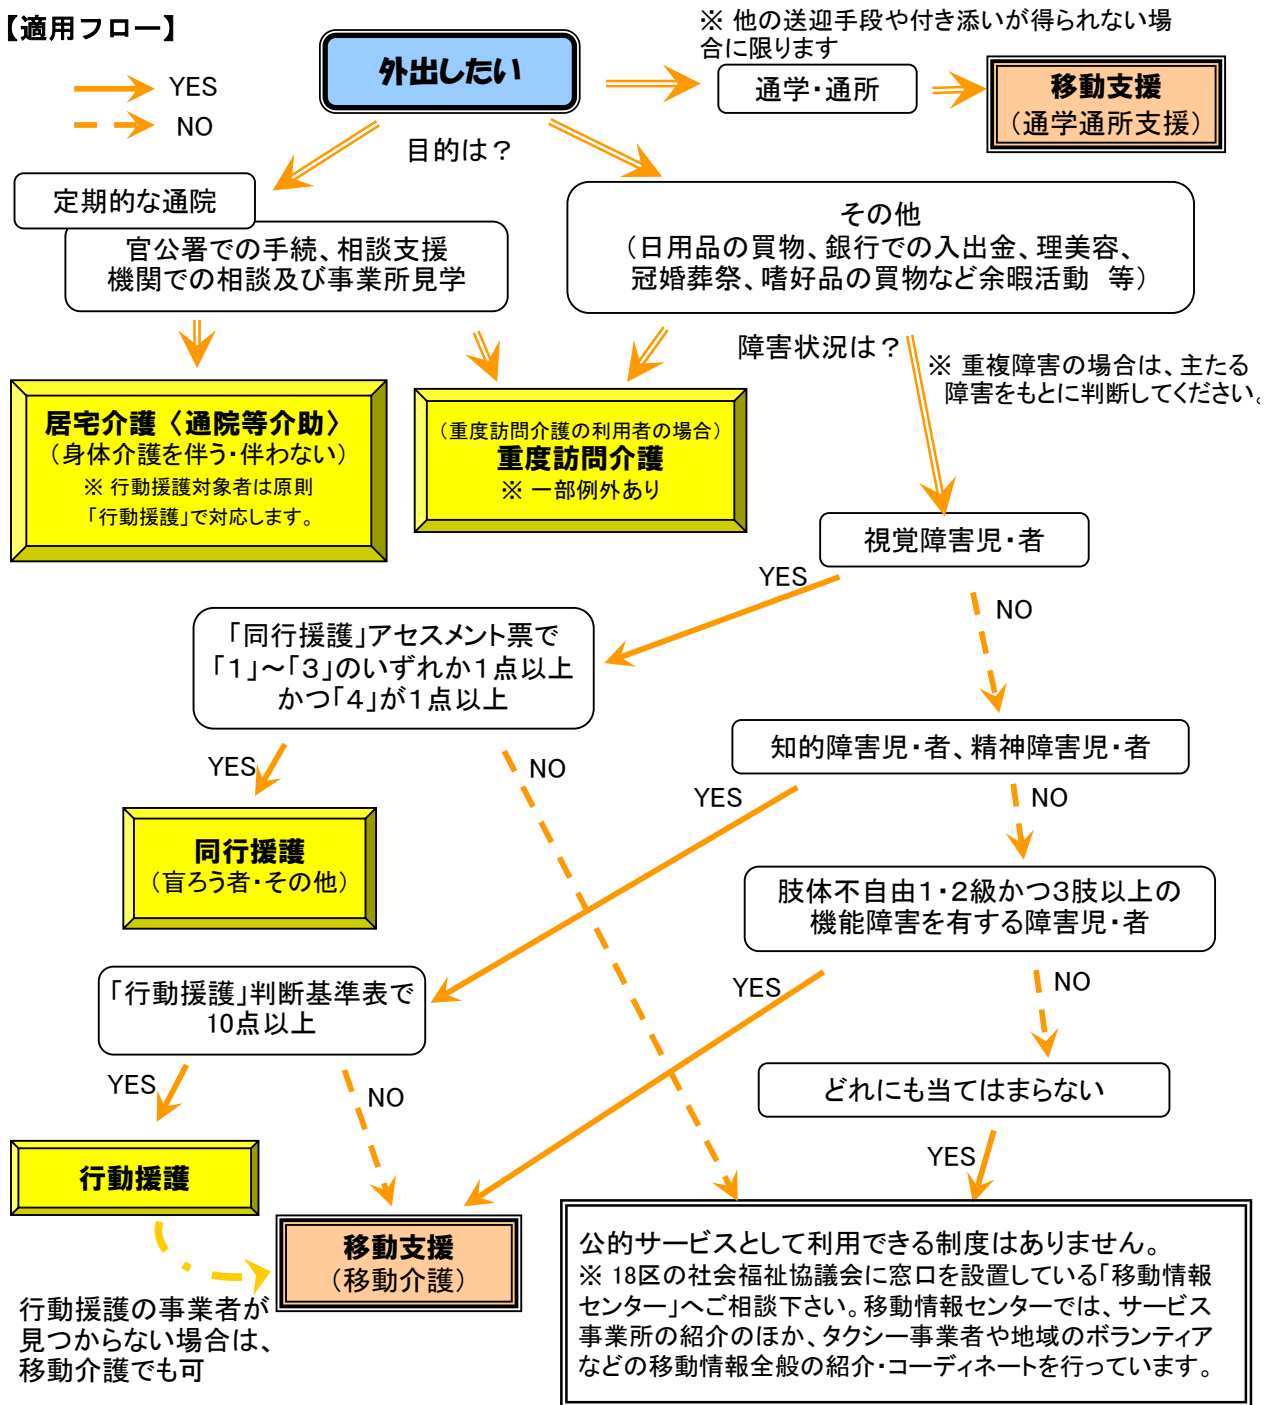 【適用フロー】
YES
NO
外出したい
※ 他の送迎手段や付き添いが得られない場
合に限ります
通学・通所
移動支援
(通学通所支援)
目的は？
定期的な通院
官公署での手続、相談支援
機関での相談及び事業所見学
その他
(日用品の買物、銀行での入出金、理美容、
冠婚葬祭、嗜好品の買物など余暇活動 等)
障害状況は？
※ 重複障害の場合は、主たる
障害をもとに判断してください。
居宅介護〈通院等介助〉
(身体介護を伴う・伴わない)
※ 行動援護対象者は原則
「行動援護」で対応します。
(重度訪問介護の利用者の場合)
重度訪問介護
※ 一部例外あり
視覚障害児・者
YES
NO
「同行援護」アセスメント票で
「1」～「3」のいずれか1点以上
かつ「4」が1点以上
知的障害児・者、精神障害児・者
YES
NO
YES
NO
同行援護
(盲ろう者・その他)
肢体不自由1・2級かつ3肢以上の
機能障害を有する障害児・者
「行動援護」判断基準表で
10点以上
YES
NO
どれにも当てはまらない
YES
NO
YES
行動援護
移動支援
(移動介護)
行動援護の事業者が
見つからない場合は、
移動介護でも可
公的サービスとして利用できる制度はありません。
※ 18区の社会福祉協議会に窓口を設置している「移動情報
センター」へご相談下さい。移動情報センターでは、サービス
事業所の紹介のほか、タクシー事業者や地域のボランティア
などの移動情報全般の紹介・コーディネートを行っています。